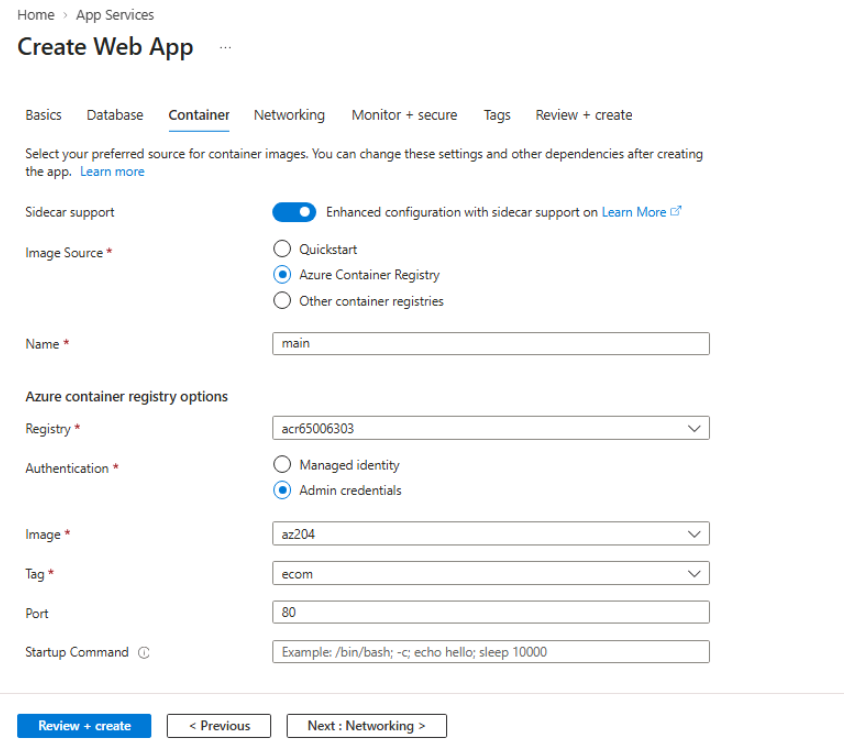 Home > App Services
Create Web App ...
Basics Database Container Networking Monitor + secure Tags Review + create
Select your preferred source for container images. You can change these settings and other dependencies after creating
the app. Learn more
Sidecar support Enhanced configuration with sidecar support on Learn More
Image Source * Quickstart
Azure Container Registry
Other container registries
Name * main
Azure container registry options
Registry * acr65006303
Authentication * Managed identity
Admin credentials
Image * az204
Tag * ecom
Port 80
Startup Command Example: /bin/bash; -c; echo hello; sleep 10000
Review + create < Previous Next : Networking >